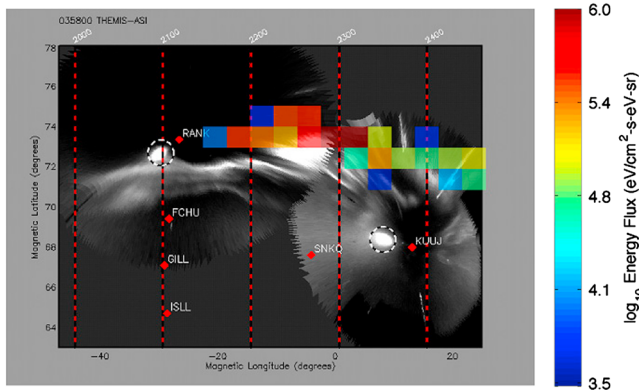 035800 THEMIS-ASI
2000 2100 2200 2300 2400
78
76
74
72
70
68
66
64
Magnetic Latitude (degrees)
RANK
FCHU
GILL
ISLL
SNKQ
KUUJ
-40 -20 0 20
Magnetic Longitude (degrees)
6.0
5.4
4.8
4.1
3.5
Energy Flux (eV/cm²s-eV-sr)